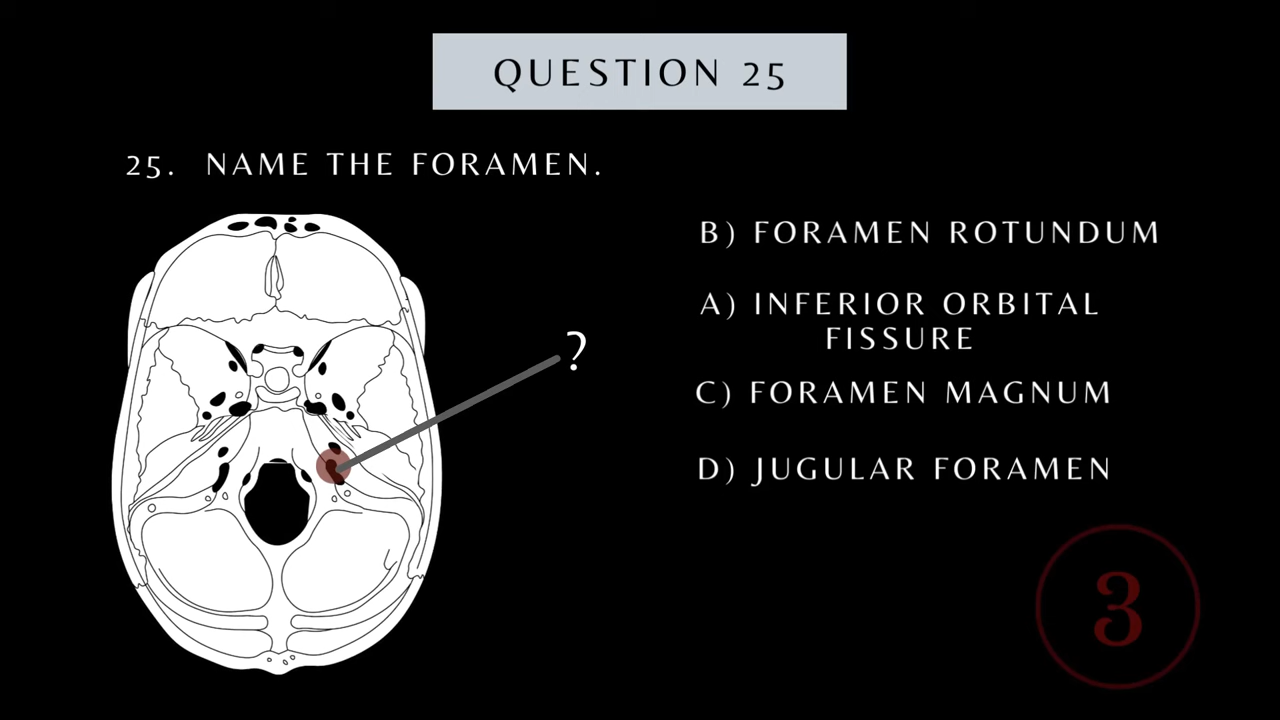 QUESTION 25
25. NAME THE FORAMEN.
B) FORAMEN ROTUNDUM
A) INFERIOR ORBITAL
FISSURE
?
C) FORAMEN MAGNUM
D) JUGULAR FORAMEN
3